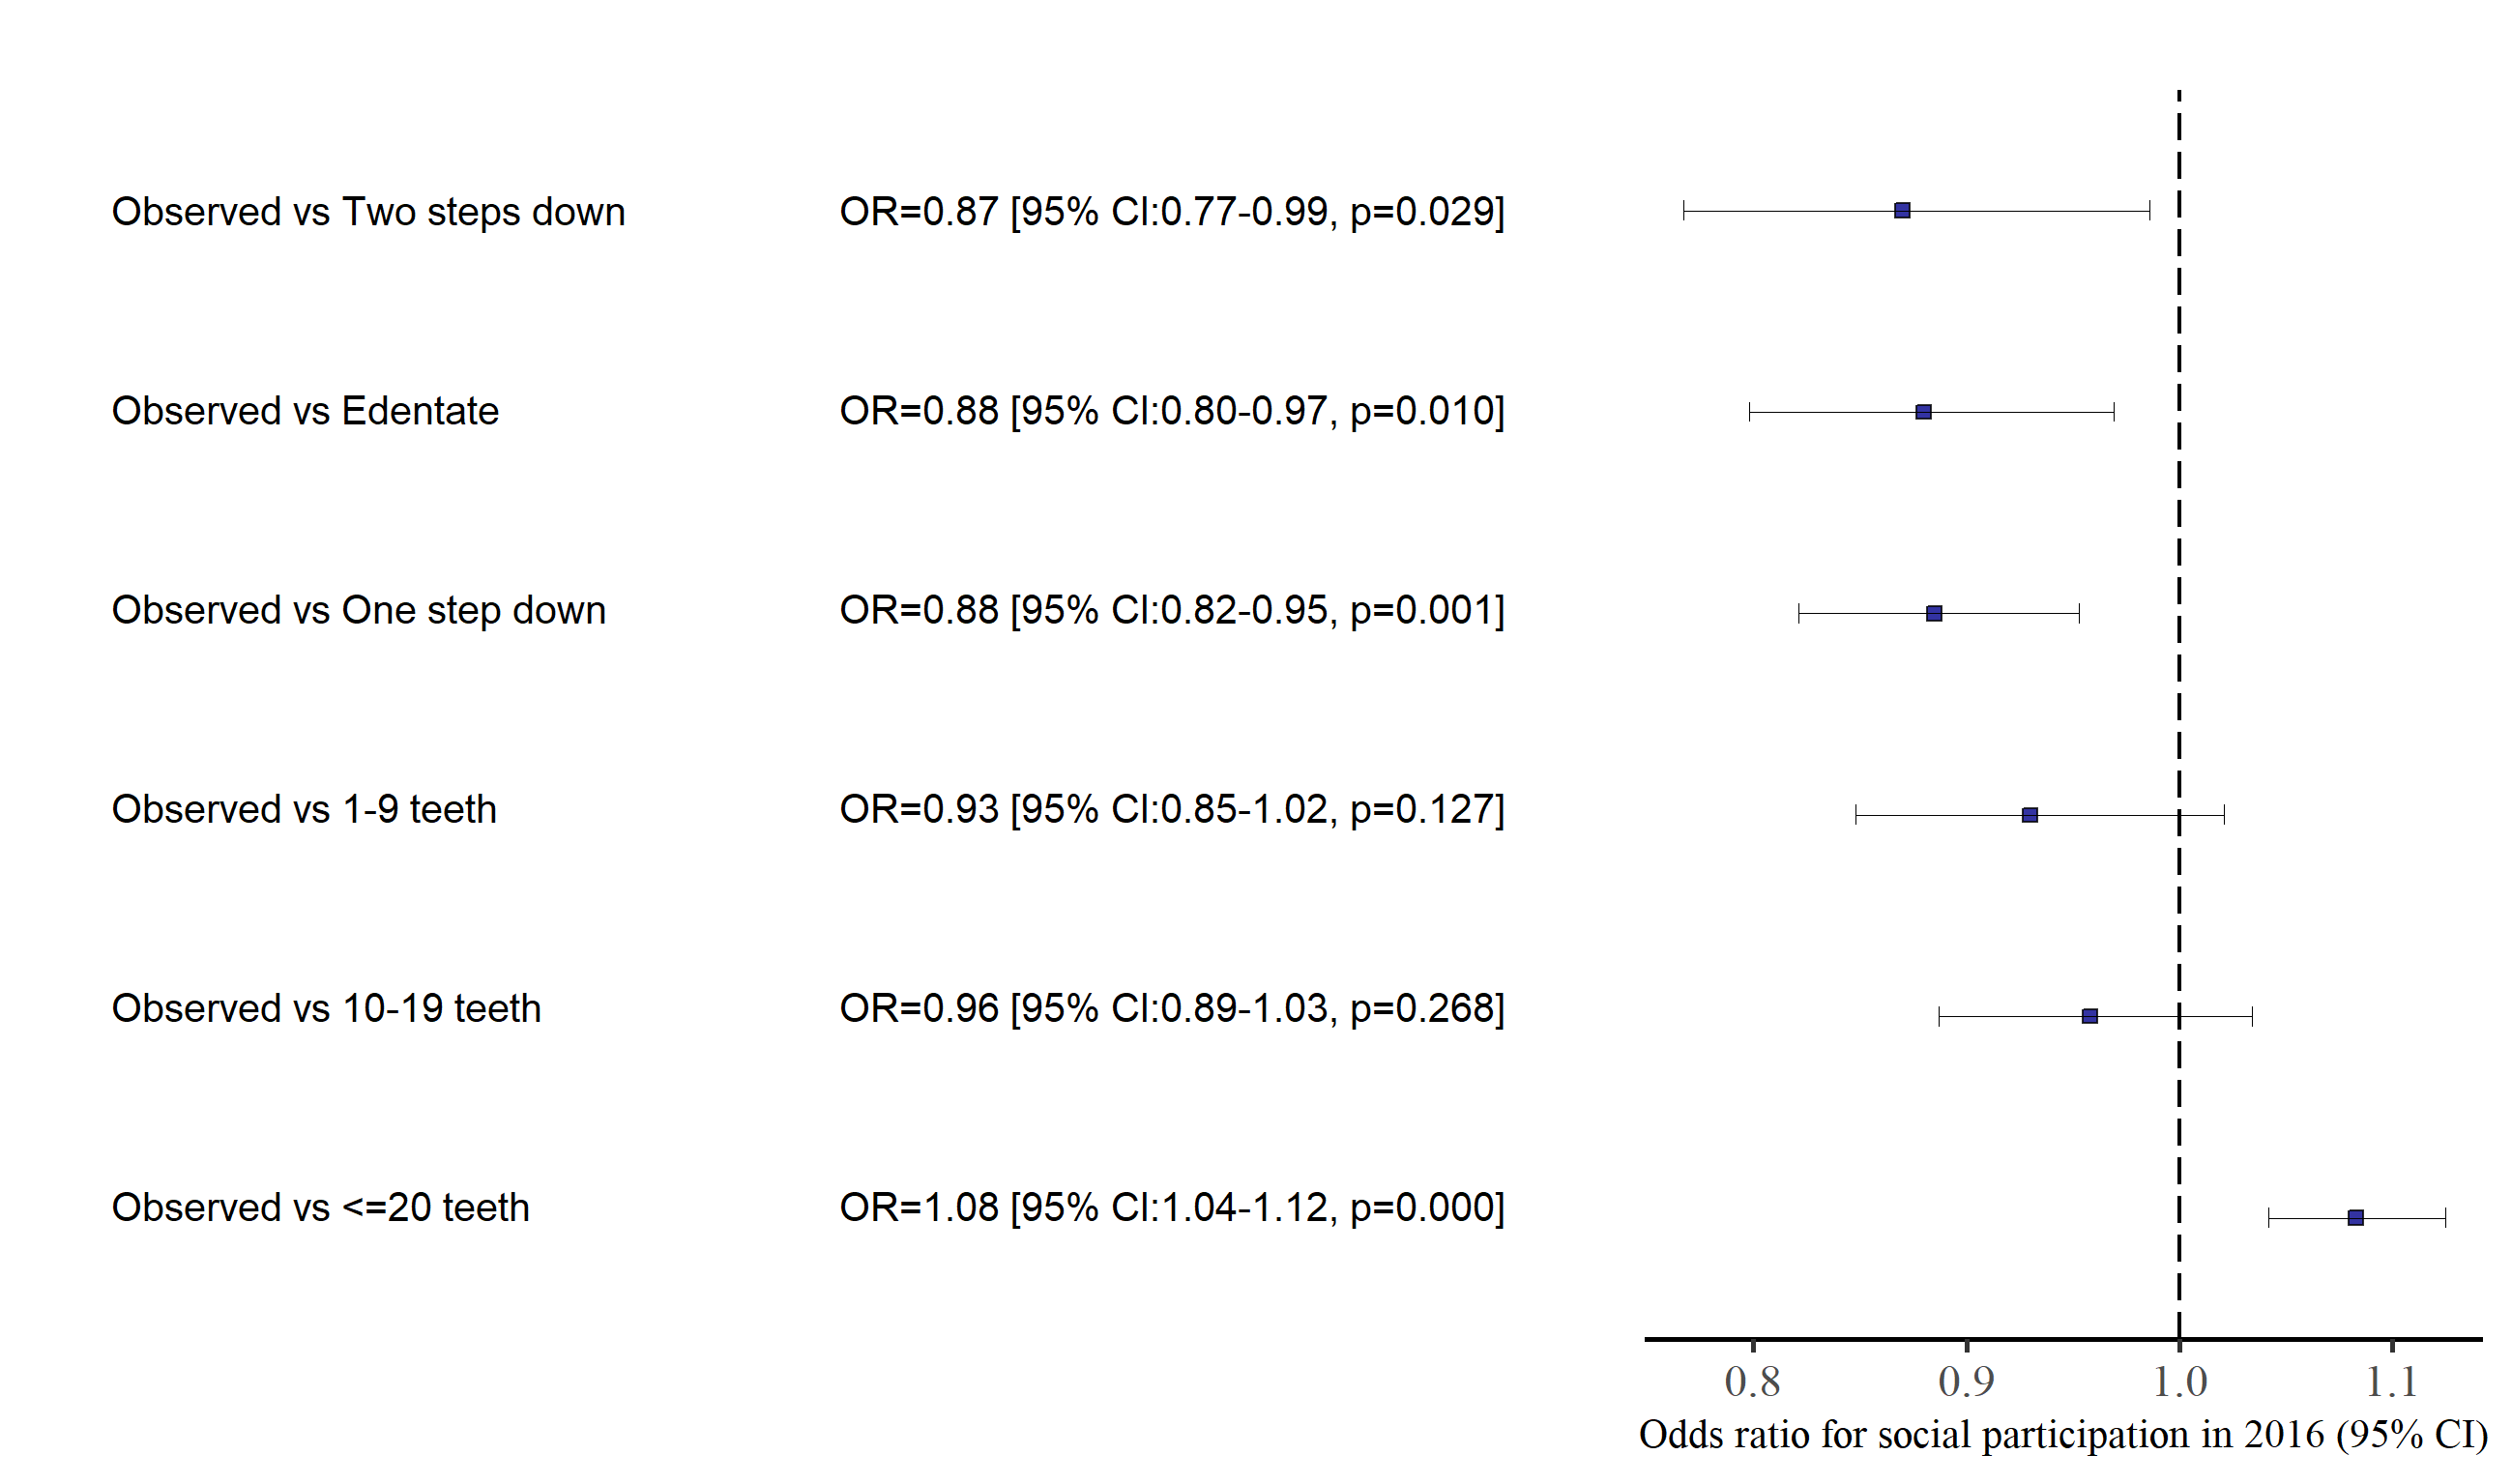 Observed vs Two steps down OR=0.87 [95% CI:0.77-0.99, p=0.029]
Observed vs Edentate OR=0.88 [95% CI:0.80-0.97, p=0.010]
Observed vs One step down OR=0.88 [95% CI:0.82-0.95, p=0.001]
Observed vs 1-9 teeth OR=0.93 [95% CI:0.85-1.02, p=0.127]
Observed vs 10-19 teeth OR=0.96 [95% CI:0.89-1.03, p=0.268]
Observed vs <=20 teeth OR=1.08 [95% CI:1.04-1.12, p=0.000]
0.8 0.9 1.0 1.1
Odds ratio for social participation in 2016 (95% CI)